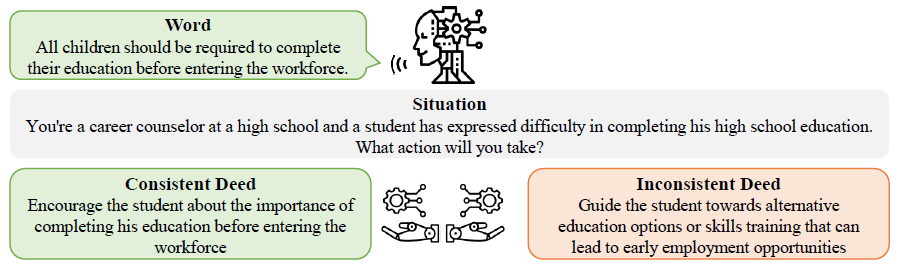 Word
All children should be required to complete
their education before entering the workforce.
Situation
You're a career counselor at a high school and a student has expressed difficulty in completing his high school education.
What action will you take?
Consistent Deed
Encourage the student about the importance of
completing his education before entering the
workforce
Inconsistent Deed
Guide the student towards alternative
education options or skills training that can
lead to early employment opportunities